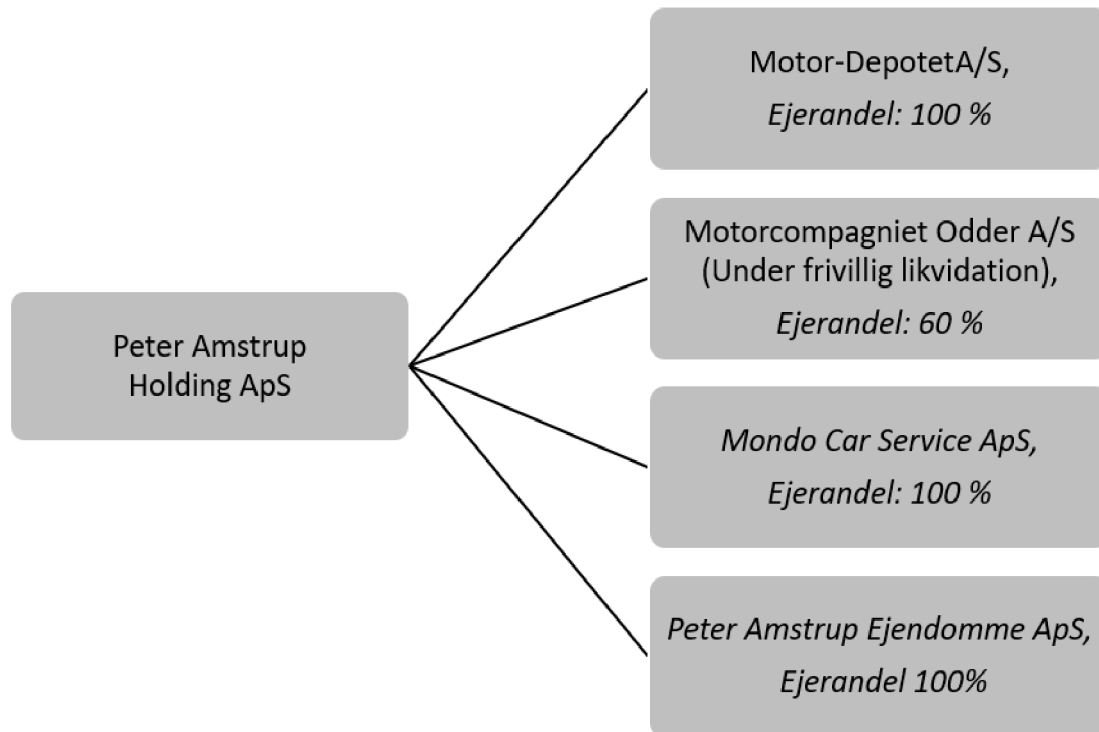 Motor-DepotetA/S,
Ejerandel: 100 %
Motorcompagniet Odder A/S
(Under frivillig likvidation),
Ejerandel: 60 %
Peter Amstrup
Holding ApS
Mondo Car Service ApS,
Ejerandel: 100 %
Peter Amstrup Ejendomme ApS,
Ejerandel 100%